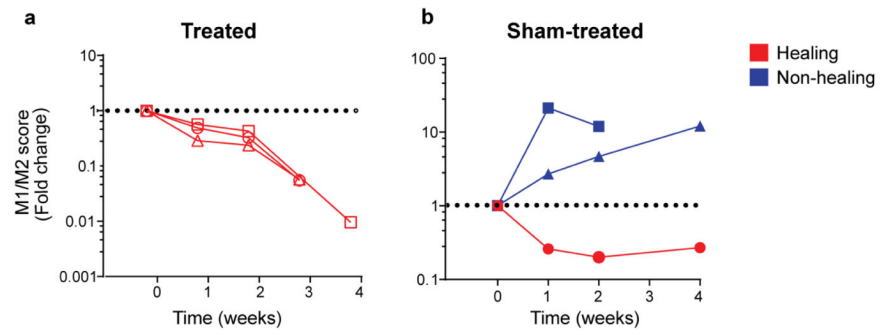 a
Treated
M1/M2 score
(Fold change)
10
1
0.1
0.01
0.001
0 1 2 3 4
Time (weeks)
b
Sham-treated
100
10
1
0.1
0 1 2 3 4
Time (weeks)
Healing
Non-healing